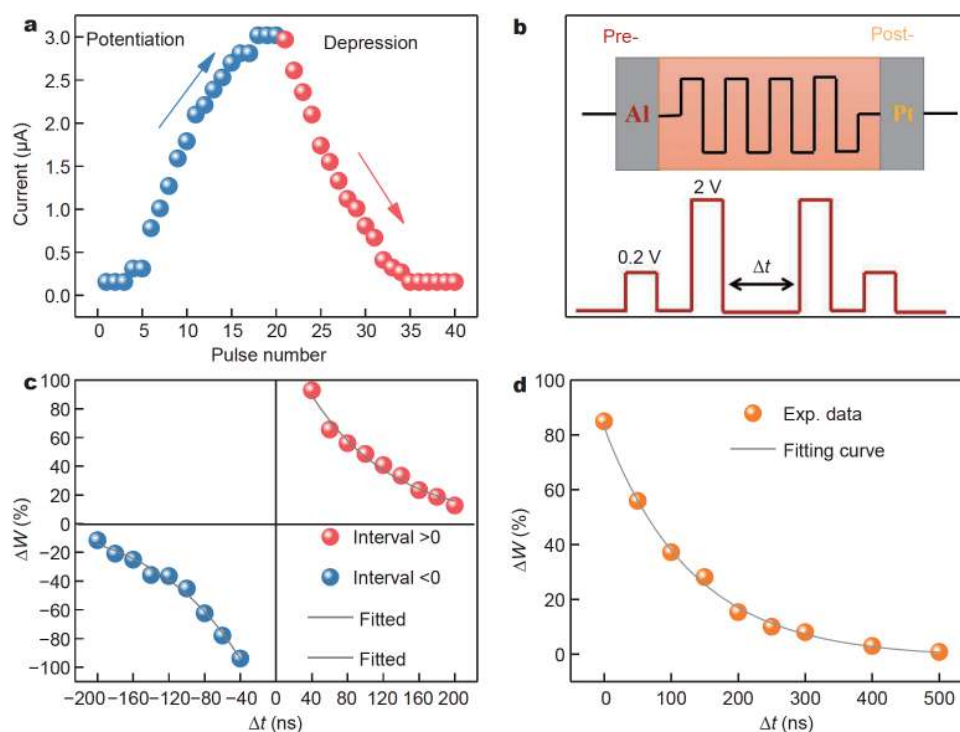 a
Potentiation
Depression
3.0
2.5
2.0
1.5
1.0
0.5
0.0
Current (μA)
0 5 10 15 20 25 30 35 40
Pulse number
b
Pre-
Post-
Al
Pt
2 V
0.2 V
Δt
c
100
80
60
40
20
0
−20
−40
−60
−80
−100
ΔW (%)
Interval >0
Interval <0
Fitted
Fitted
−200 −160 −120 −80 −40 0 40 80 120 160 200
Δt (ns)
d
100
80
60
40
20
0
ΔW (%)
Exp. data
Fitting curve
0 100 200 300 400 500
Δt (ns)